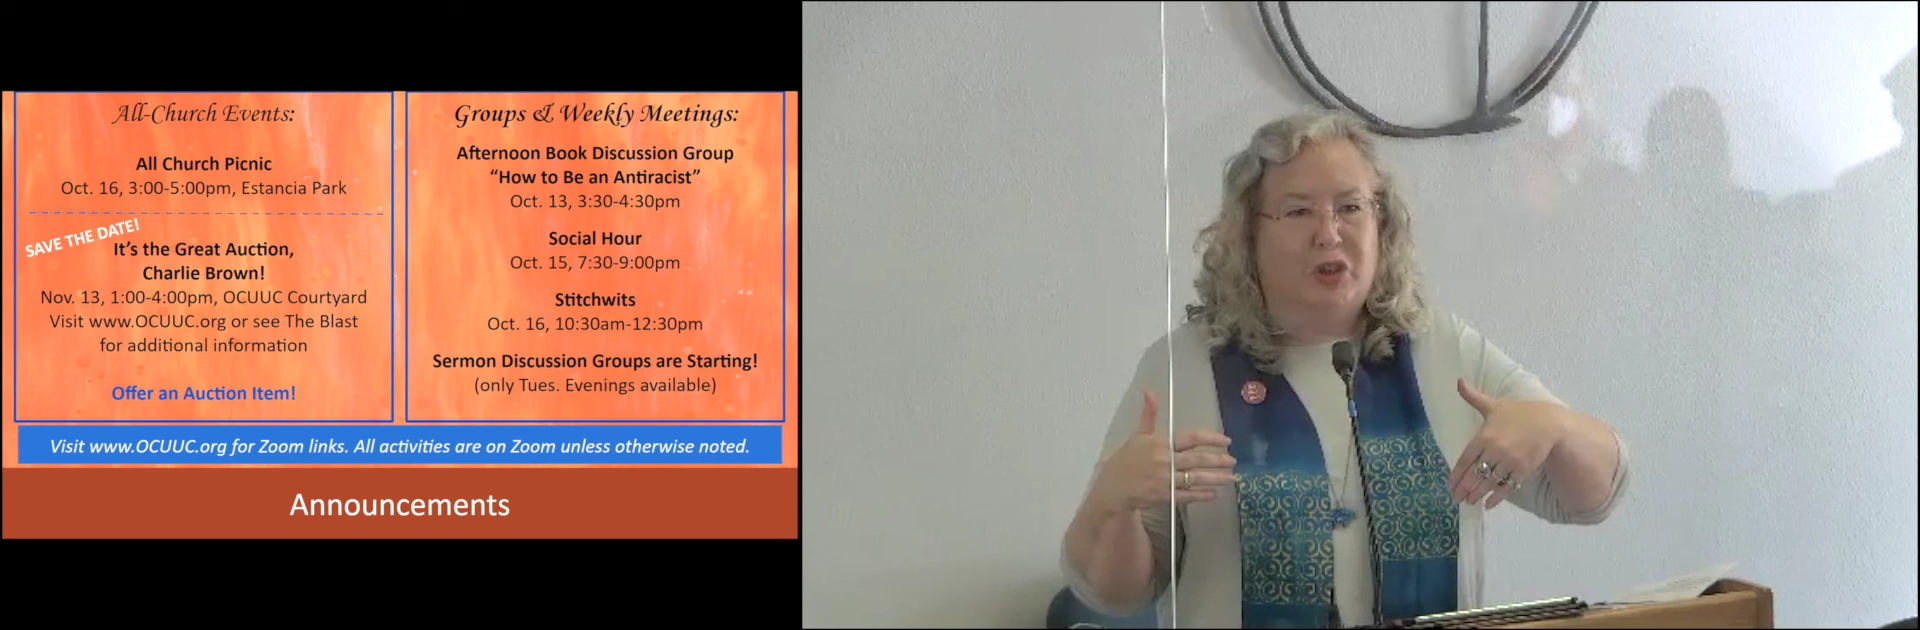 All-Church Events:
All Church Picnic
Oct. 16, 3:00-5:00pm, Estancia Park
SAVE THE DATE!
It's the Great Auction,
Charlie Brown!
Nov. 13, 1:00-4:00pm, OCUUC Courtyard
Visit www.OCUUC.org or see The Blast
for additional information
Offer an Auction Item!
Groups & Weekly Meetings:
Afternoon Book Discussion Group
“How to Be an Antiracist”
Oct. 13, 3:30-4:30pm
Social Hour
Oct. 15, 7:30-9:00pm
Stitchwits
Oct. 16, 10:30am-12:30pm
Sermon Discussion Groups are Starting!
(only Tues. Evenings available)
Visit www.OCUUC.org for Zoom links. All activities are on Zoom unless otherwise noted.
Announcements